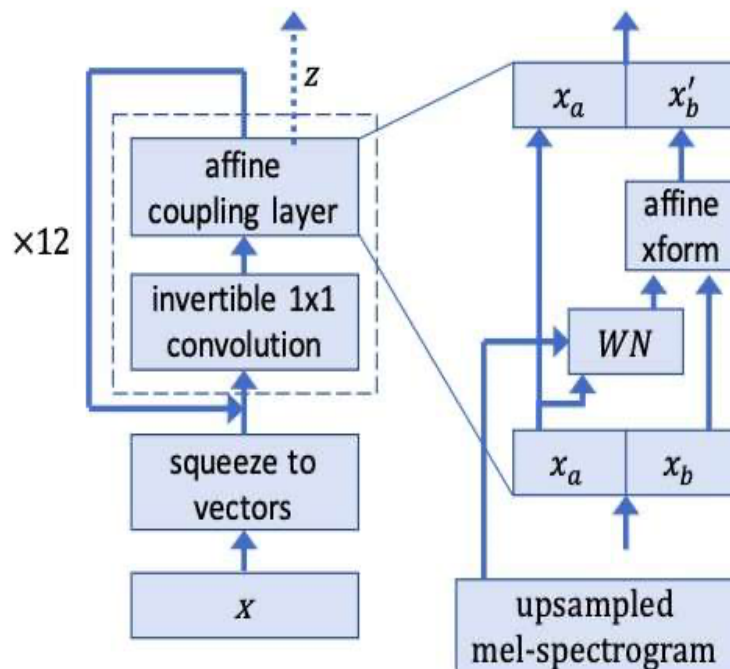 z
x_a
x'_b
affine
coupling layer
affine
xform
×12
invertible 1x1
convolution
WN
squeeze to
vectors
x_a
x_b
x
upsampled
mel-spectrogram